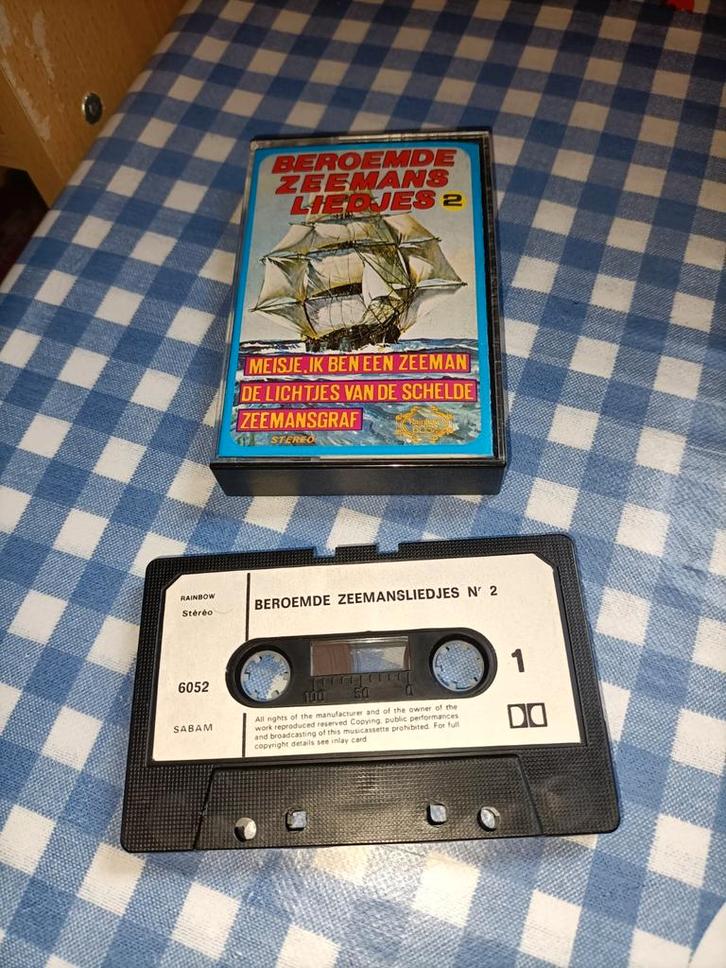 BEROEMDE
ZEEMANS
LIEDJES 2
MEISJE, IK BEN EEN ZEEMAN
DE LICHTJES VAN DE SCHELDE
ZEEMANSGRAF
STEREO
RAINBOW
Stéréo
BEROEMDE ZEEMANSLIEDJES Nr 2
6052
1
100 50 0
SABAM
All rights of the manufacturer and of the owner of the
work reproduced reserved Copying, public performances
and broadcasting of this musicassette prohibited. For full
copyright details see inlay card